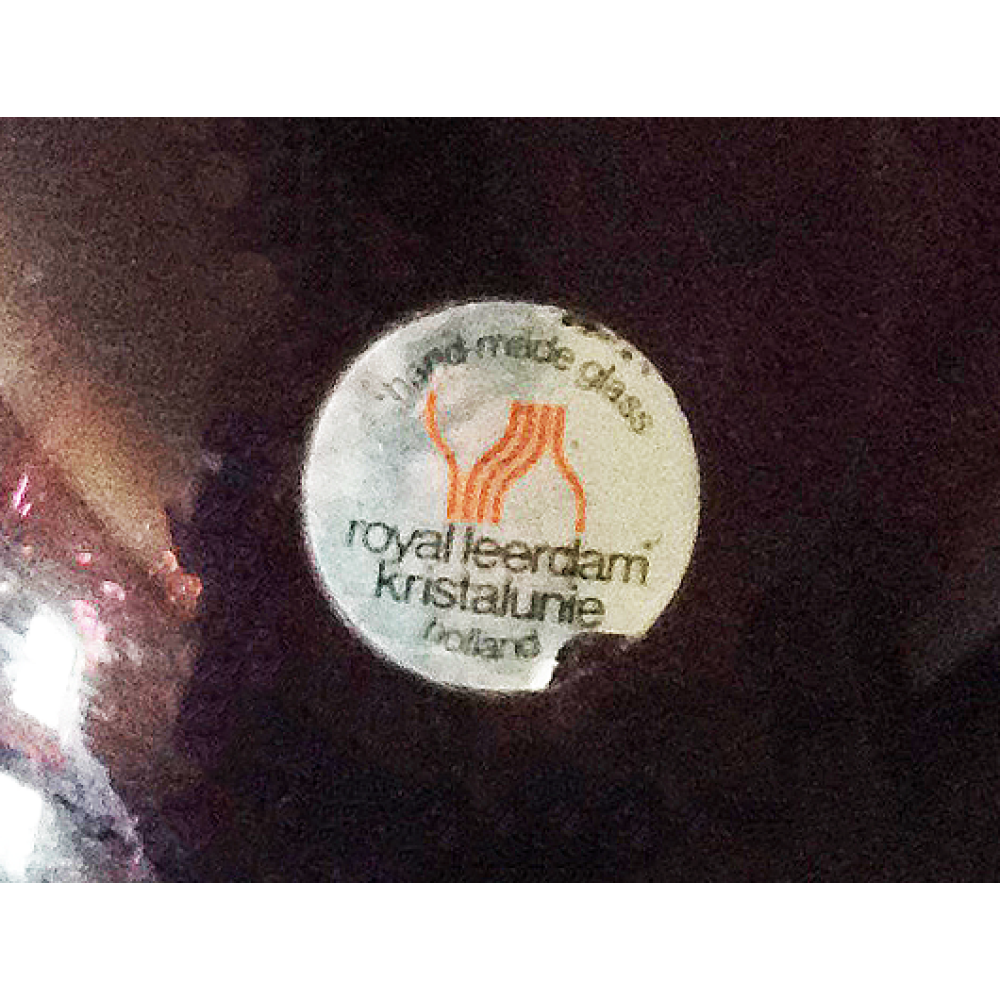 hand-made glass
royal leerdam
kristalunie
holland